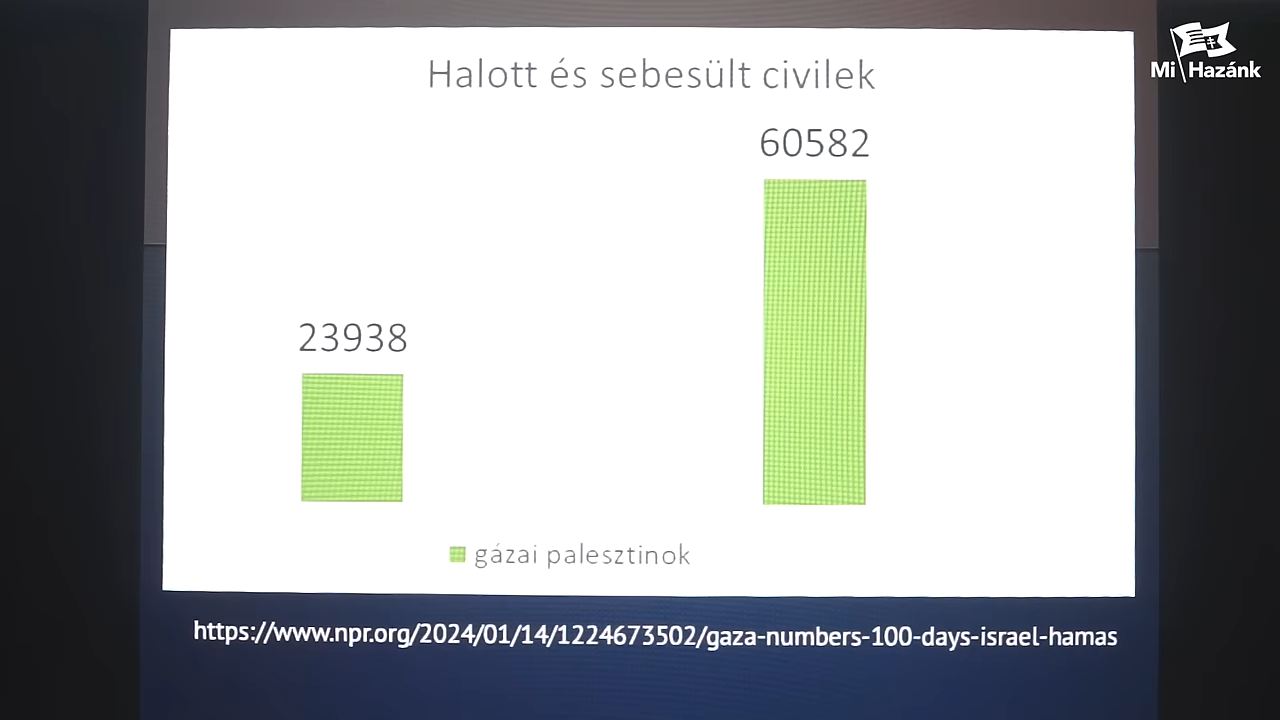 Halott és sebesült civilek
60582
23938
gázai palesztinok
https://www.npr.org/2024/01/14/1224673502/gaza-numbers-100-days-israel-hamas
Mi Hazánk